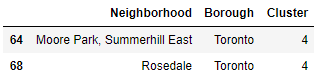 Neighborhood Borough Cluster
64 Moore Park, Summerhill East Toronto 4
68 Rosedale Toronto 4